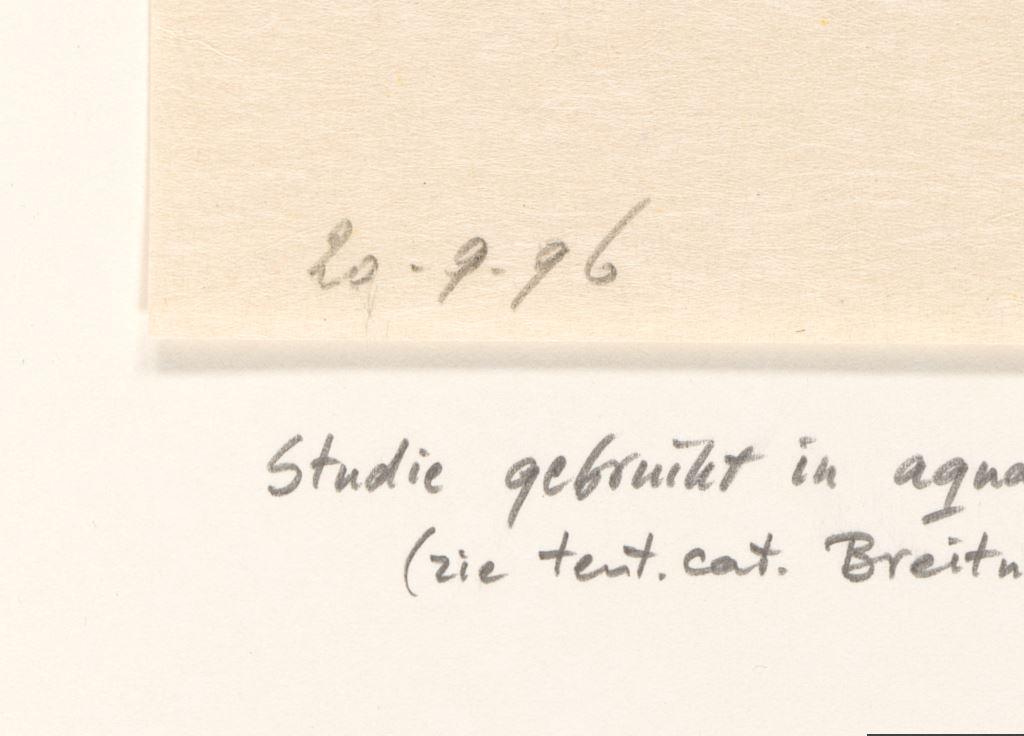 20.9.96
Studie gebruikt in aqua
(zie tent. cat. Breitn